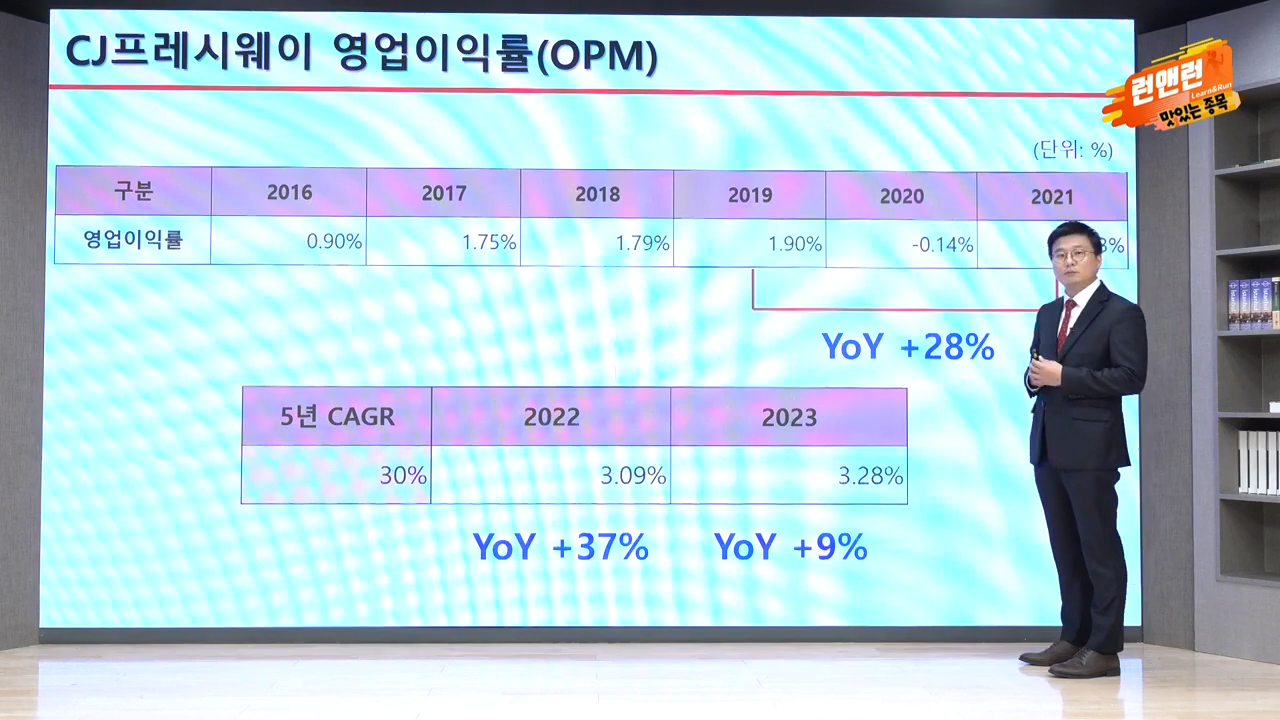 CJ프레시웨이 영업이익률(OPM)
런앤런
Learn&Run
맛있는 종목
(단위: %)
구분 2016 2017 2018 2019 2020 2021
영업이익률 0.90% 1.75% 1.79% 1.90% -0.14% 3%
YoY +28%
5년 CAGR 2022 2023
30% 3.09% 3.28%
YoY +37% YoY +9%